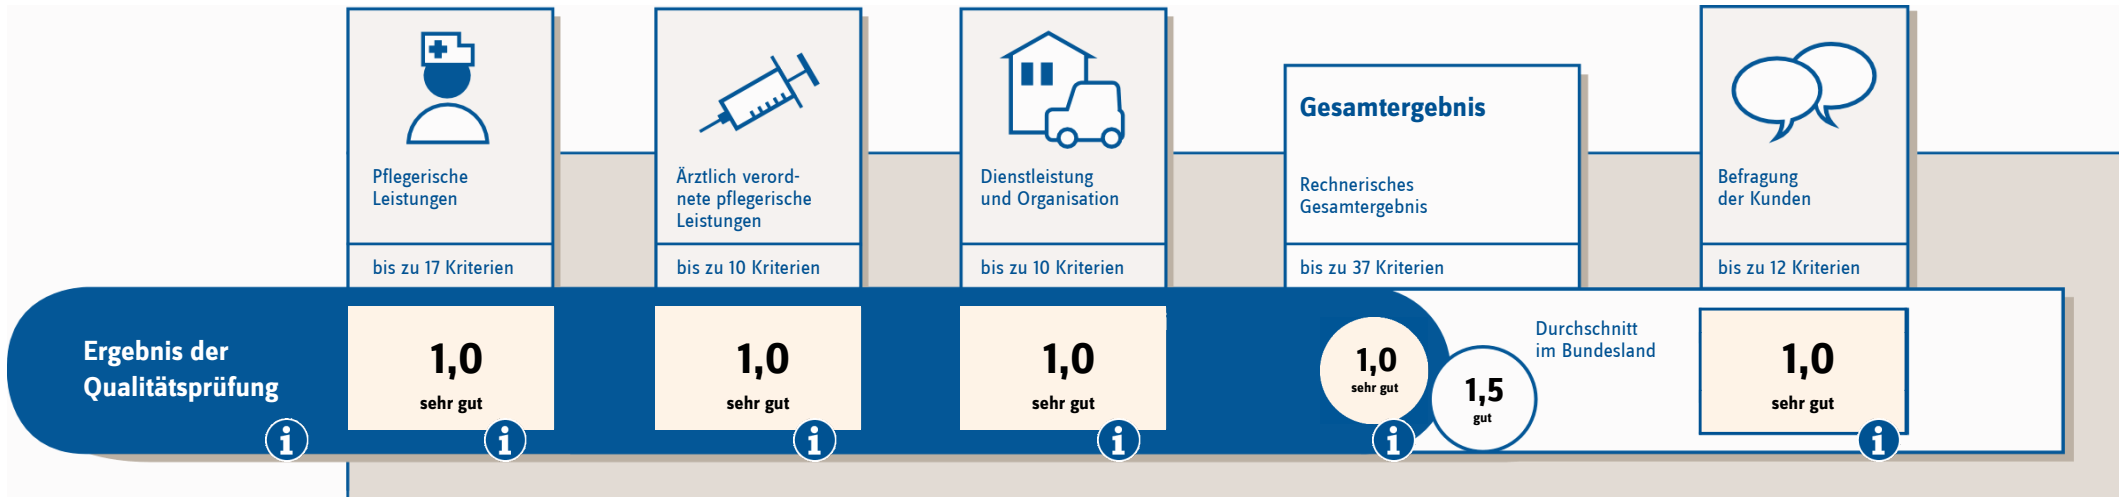 Pflegerische
Leistungen
bis zu 17 Kriterien
Ärztlich verord-
nete pflegerische
Leistungen
bis zu 10 Kriterien
Dienstleistung
und Organisation
bis zu 10 Kriterien
Gesamtergebnis
Rechnerisches
Gesamtergebnis
bis zu 37 Kriterien
Befragung
der Kunden
bis zu 12 Kriterien
Ergebnis der
Qualitätsprüfung
i
1,0
sehr gut
i
1,0
sehr gut
i
1,0
sehr gut
i
1,0
sehr gut
i
1,5
gut
Durchschnitt
im Bundesland
1,0
sehr gut
i